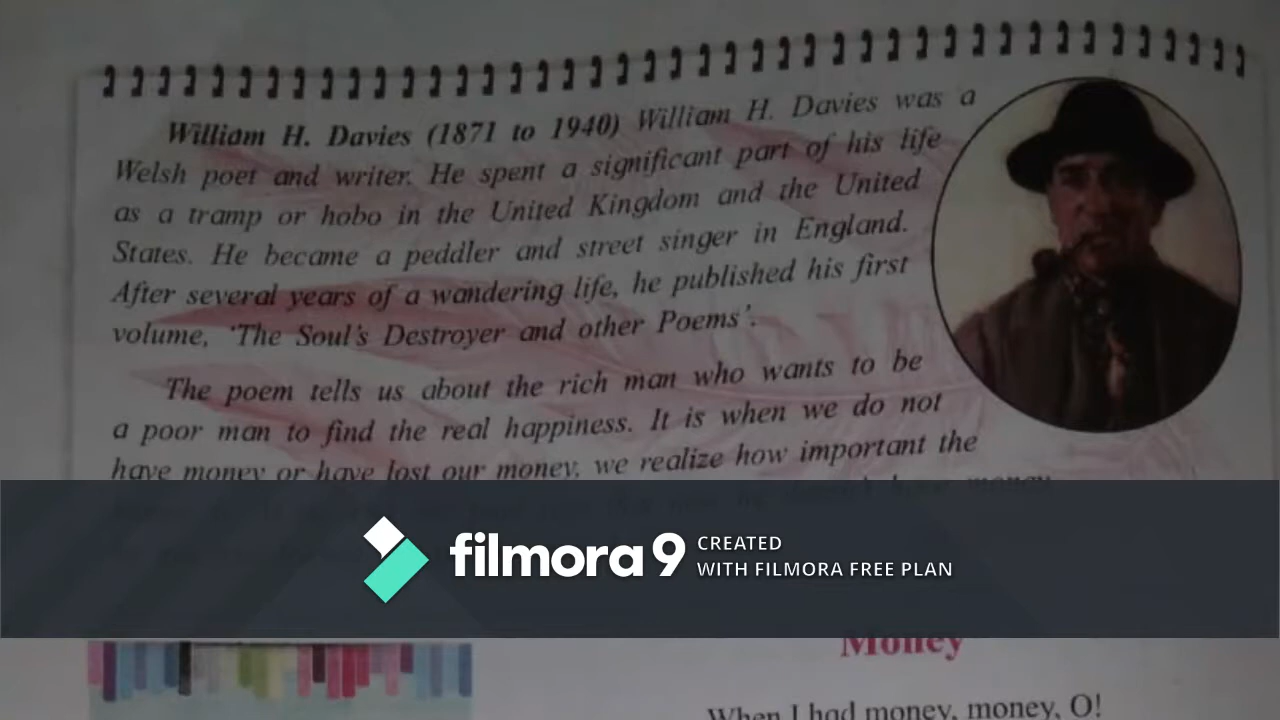 William H. Davies (1871 to 1940) William H. Davies was a
Welsh poet and writer. He spent a significant part of his life
as a tramp or hobo in the United Kingdom and the United
States. He became a peddler and street singer in England.
After several years of a wandering life, he published his first
volume, 'The Soul's Destroyer and other Poems'.
The poem tells us about the rich man who wants to be
a poor man to find the real happiness. It is when we do not
have money or have lost our money, we realize how important the
money
filmora9 CREATED
WITH FILMORA FREE PLAN
Money
When I had money, money, O!